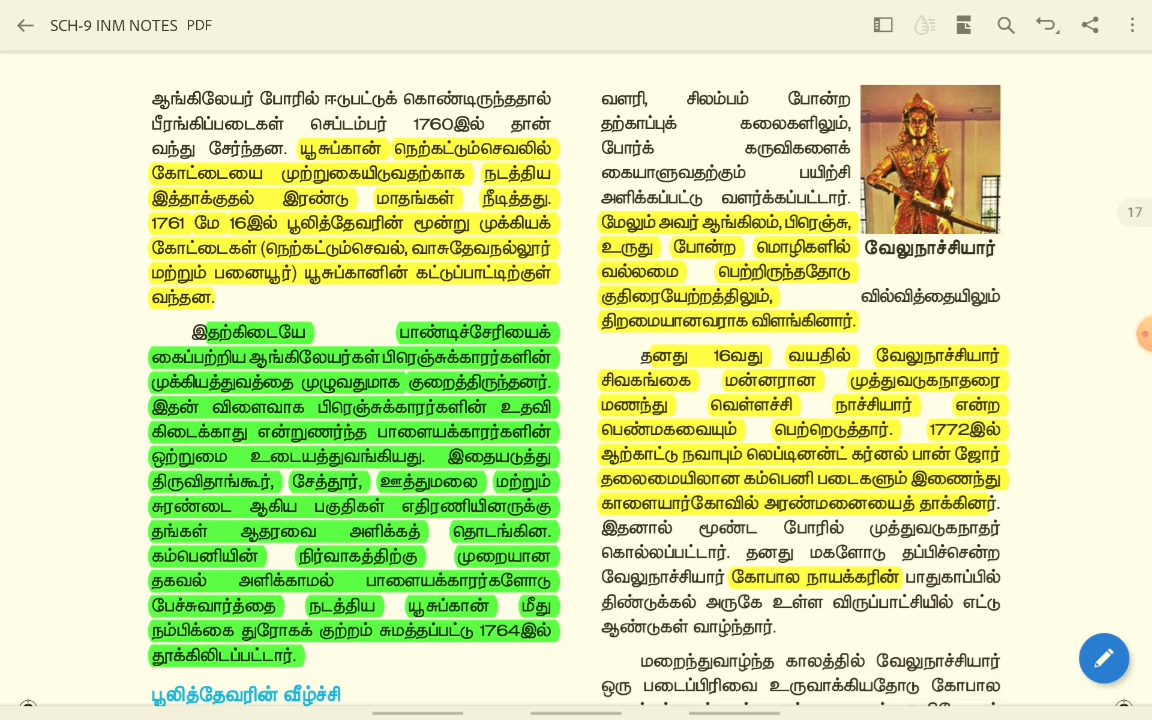 SCH-9 INM NOTES PDF
ஆங்கிலேயர் போரில் ஈடுபட்டுக் கொண்டிருந்ததால்
பீரங்கிப்படைகள் செப்டம்பர் 1760இல் தான்
வந்து சேர்ந்தன. யூசுப்கான் நெற்கட்டும்செவலில்
கோட்டையை முற்றுகையிடுவதற்காக நடத்திய
இத்தாக்குதல் இரண்டு மாதங்கள் நீடித்தது.
1761 மே 16இல் பூலித்தேவரின் மூன்று முக்கியக்
கோட்டைகள் (நெற்கட்டும்செவல், வாசுதேவநல்லூர்
மற்றும் பனையூர்) யூசுப்கானின் கட்டுப்பாட்டிற்குள்
வந்தன.
இதற்கிடையே பாண்டிச்சேரியைக்
கைப்பற்றிய ஆங்கிலேயர்கள் பிரெஞ்சுக்காரர்களின்
முக்கியத்துவத்தை முழுவதுமாக குறைத்திருந்தனர்.
இதன் விளைவாக பிரெஞ்சுக்காரர்களின் உதவி
கிடைக்காது என்றுணர்ந்த பாளையக்காரர்களின்
ஒற்றுமை உடையத்துவங்கியது. இதையடுத்து
திருவிதாங்கூர், சேத்தூர், ஊத்துமலை மற்றும்
சுரண்டை ஆகிய பகுதிகள் எதிரணியினருக்கு
தங்கள் ஆதரவை அளிக்கத் தொடங்கின.
கம்பெனியின் நிர்வாகத்திற்கு முறையான
தகவல் அளிக்காமல் பாளையக்காரர்களோடு
பேச்சுவார்த்தை நடத்திய யூசுப்கான் மீது
நம்பிக்கை துரோகக் குற்றம் சுமத்தப்பட்டு 1764இல்
தூக்கிலிடப்பட்டார்.
பூலித்தேவரின் வீழ்ச்சி
வளரி, சிலம்பம் போன்ற
தற்காப்புக் கலைகளிலும்,
போர்க் கருவிகளைக்
கையாளுவதற்கும் பயிற்சி
அளிக்கப்பட்டு வளர்க்கப்பட்டார்.
மேலும் அவர் ஆங்கிலம், பிரெஞ்சு,
உருது போன்ற மொழிகளில்
வல்லமை பெற்றிருந்ததோடு
குதிரையேற்றத்திலும், வில்வித்தையிலும்
திறமையானவராக விளங்கினார்.
வேலுநாச்சியார்
17
தனது 16வது வயதில் வேலுநாச்சியார்
சிவகங்கை மன்னரான முத்துவடுகநாதரை
மணந்து வெள்ளச்சி நாச்சியார் என்ற
பெண்மகவையும் பெற்றெடுத்தார். 1772இல்
ஆற்காட்டு நவாபும் லெப்டினன்ட் கர்னல் பான் ஜோர்
தலைமையிலான கம்பெனி படைகளும் இணைந்து
காளையார்கோவில் அரண்மனையைத் தாக்கினர்.
இதனால் மூண்ட போரில் முத்துவடுகநாதர்
கொல்லப்பட்டார். தனது மகளோடு தப்பிச்சென்ற
வேலுநாச்சியார் கோபால நாயக்கரின் பாதுகாப்பில்
திண்டுக்கல் அருகே உள்ள விருப்பாட்சியில் எட்டு
ஆண்டுகள் வாழ்ந்தார்.
மறைந்துவாழ்ந்த காலத்தில் வேலுநாச்சியார்
ஒரு படைப்பிரிவை உருவாக்கியதோடு கோபால